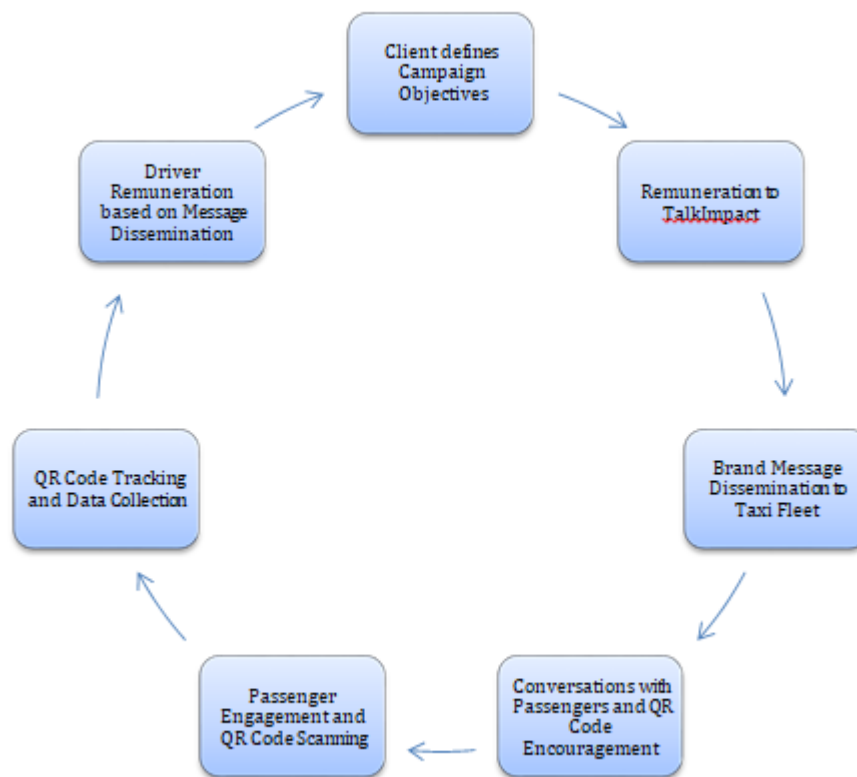 Client defines
Campaign
Objectives
Remuneration to
TalkImpact
Brand Message
Dissemination to
Taxi Fleet
Conversations with
Passengers and QR
Code
Encouragement
Passenger
Engagement and
QR Code Scanning
QR Code Tracking
and Data Collection
Driver
Remuneration
based on Message
Dissemination